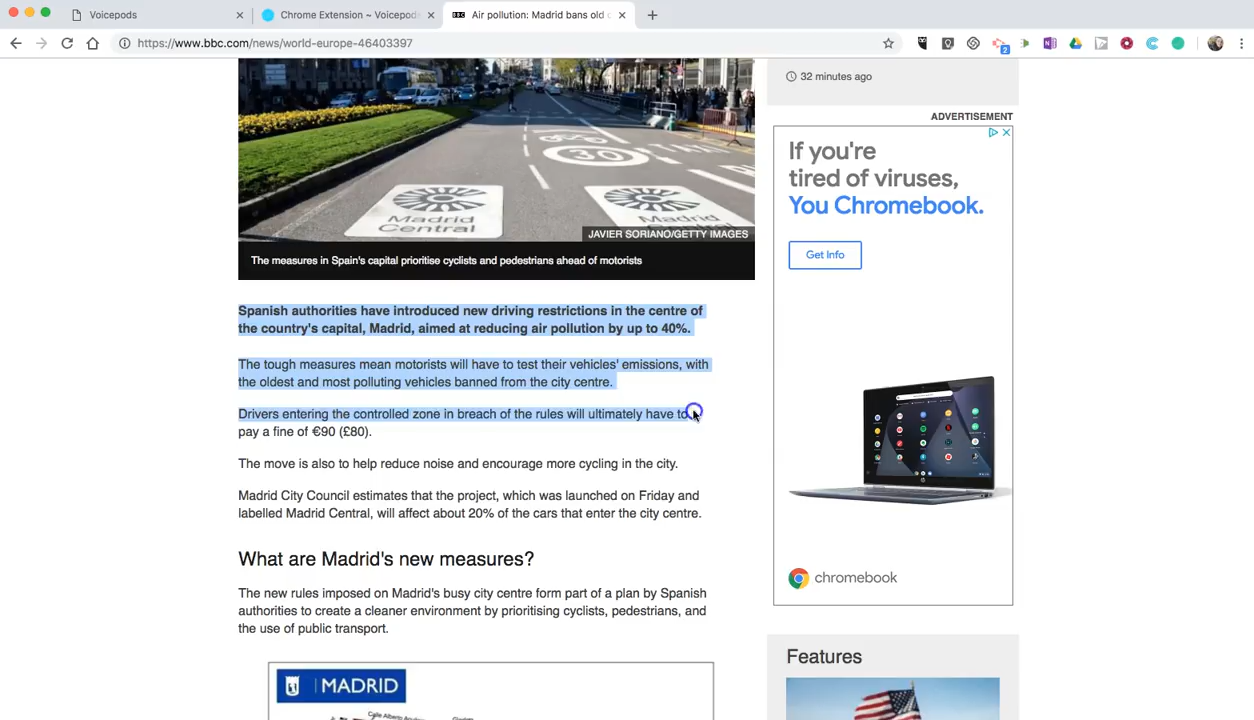 Voicepods
Chrome Extension ~ Voicepods
BBC
Air pollution: Madrid bans old c
https://www.bbc.com/news/world-europe-46403397
2
32 minutes ago
ADVERTISEMENT
If you're
tired of viruses,
You Chromebook.
Get Info
chromebook
TAXI
30
Madrid
Central
Madrid
Central
JAVIER SORIANO/GETTY IMAGES
The measures in Spain's capital prioritise cyclists and pedestrians ahead of motorists
Spanish authorities have introduced new driving restrictions in the centre of
the country's capital, Madrid, aimed at reducing air pollution by up to 40%.
The tough measures mean motorists will have to test their vehicles' emissions, with
the oldest and most polluting vehicles banned from the city centre.
Drivers entering the controlled zone in breach of the rules will ultimately have to
pay a fine of €90 (£80).
The move is also to help reduce noise and encourage more cycling in the city.
Madrid City Council estimates that the project, which was launched on Friday and
labelled Madrid Central, will affect about 20% of the cars that enter the city centre.
What are Madrid's new measures?
The new rules imposed on Madrid's busy city centre form part of a plan by Spanish
authorities to create a cleaner environment by prioritising cyclists, pedestrians, and
the use of public transport.
MADRID
Features